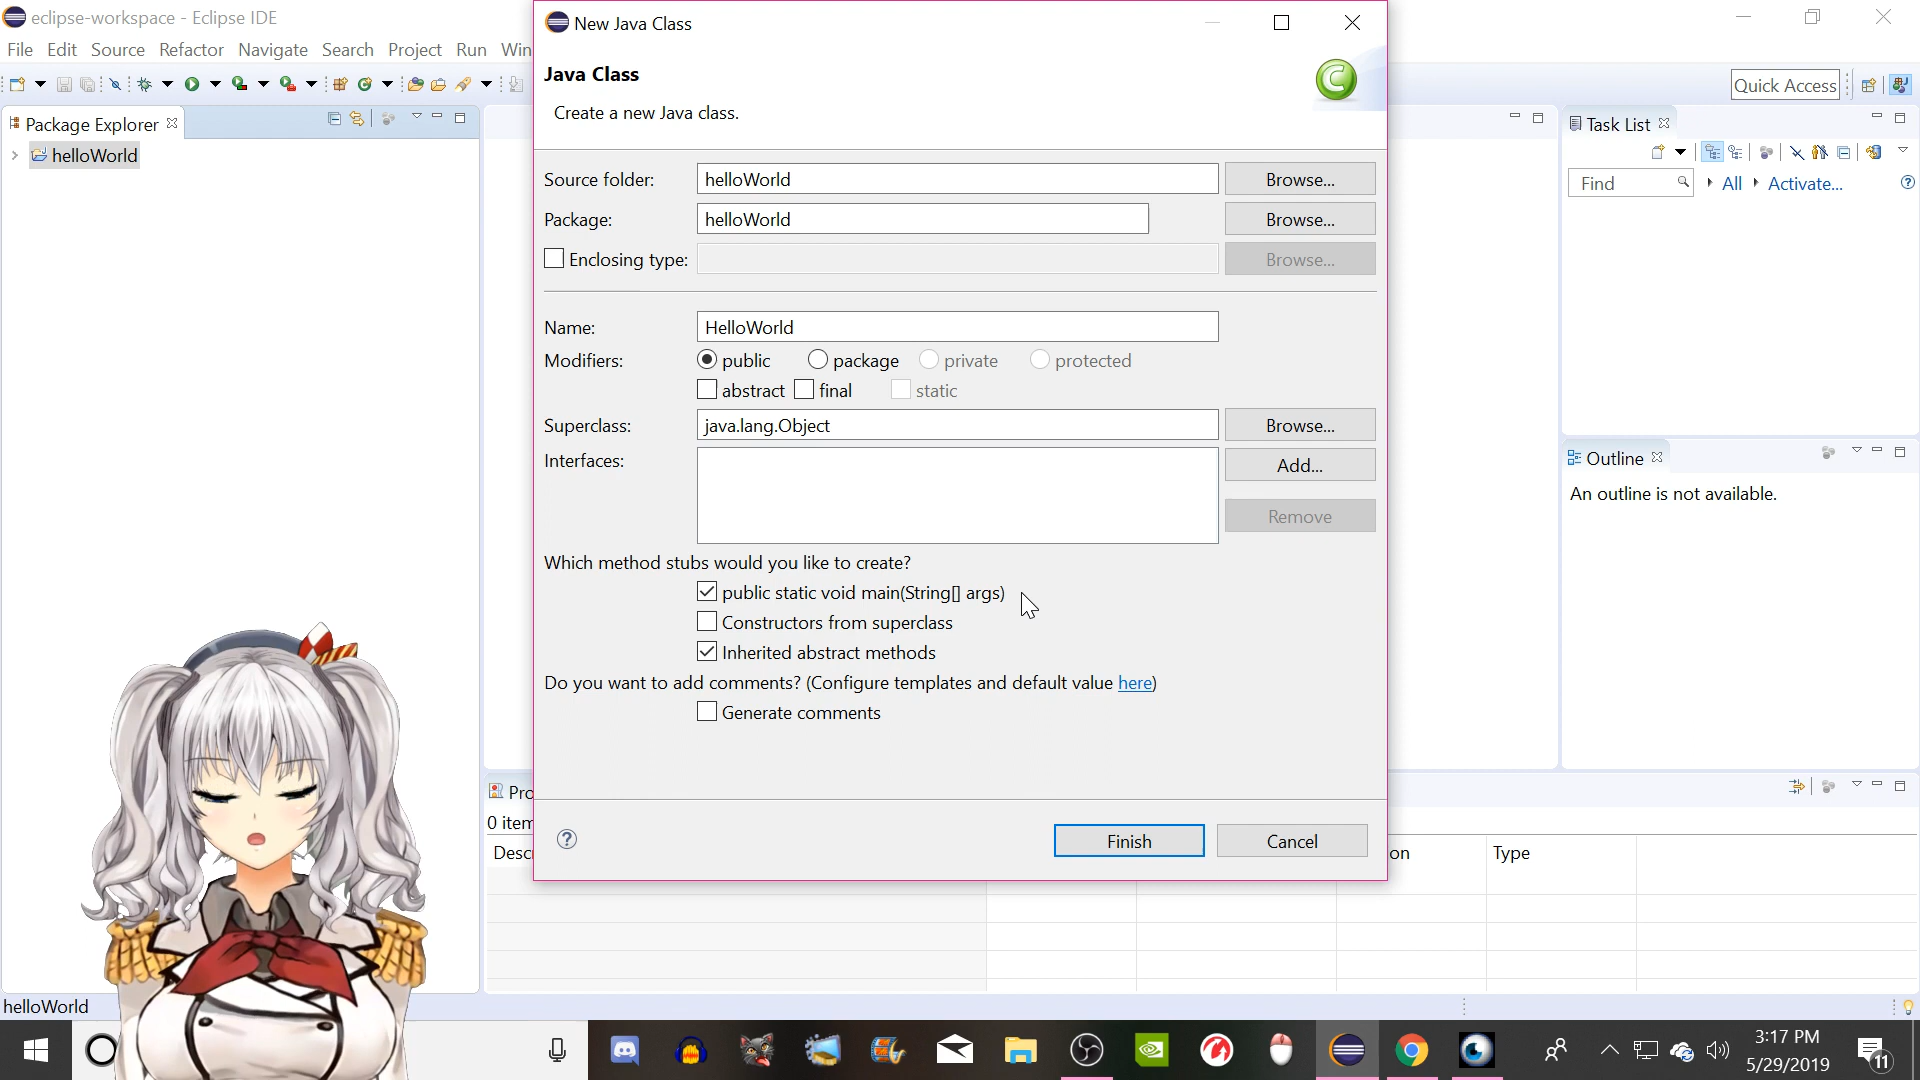 eclipse-workspace - Eclipse IDE
File Edit Source Refactor Navigate Search Project Run Win
Quick Access
Package Explorer
helloWorld
New Java Class
Java Class
Create a new Java class.
Source folder: helloWorld Browse...
Package: helloWorld Browse...
Enclosing type: Browse...
Name: HelloWorld
Modifiers: public package private protected
abstract final static
Superclass: java.lang.Object Browse...
Interfaces: Add...
Remove
Which method stubs would you like to create?
public static void main(String[] args)
Constructors from superclass
Inherited abstract methods
Do you want to add comments? (Configure templates and default value here)
Generate comments
Finish Cancel
Task List
Find All Activate...
Outline
An outline is not available.
Pro
0 item
Desc on Type
helloWorld
3:17 PM
5/29/2019
11